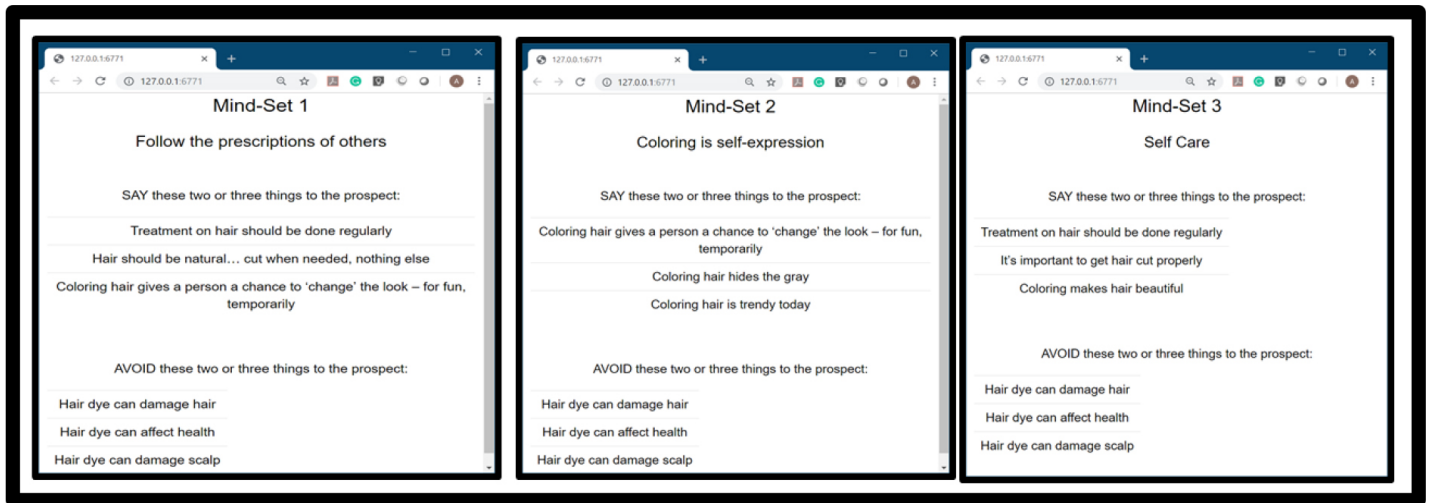 127.0.0.1:6771
127.0.0.1:6771
Mind-Set 1
Follow the prescriptions of others
SAY these two or three things to the prospect:
Treatment on hair should be done regularly
Hair should be natural… cut when needed, nothing else
Coloring hair gives a person a chance to ‘change’ the look – for fun,
temporarily
AVOID these two or three things to the prospect:
Hair dye can damage hair
Hair dye can affect health
Hair dye can damage scalp
127.0.0.1:6771
127.0.0.1:6771
Mind-Set 2
Coloring is self-expression
SAY these two or three things to the prospect:
Coloring hair gives a person a chance to ‘change’ the look – for fun,
temporarily
Coloring hair hides the gray
Coloring hair is trendy today
AVOID these two or three things to the prospect:
Hair dye can damage hair
Hair dye can affect health
Hair dye can damage scalp
127.0.0.1:6771
127.0.0.1:6771
Mind-Set 3
Self Care
SAY these two or three things to the prospect:
Treatment on hair should be done regularly
It’s important to get hair cut properly
Coloring makes hair beautiful
AVOID these two or three things to the prospect:
Hair dye can damage hair
Hair dye can affect health
Hair dye can damage scalp